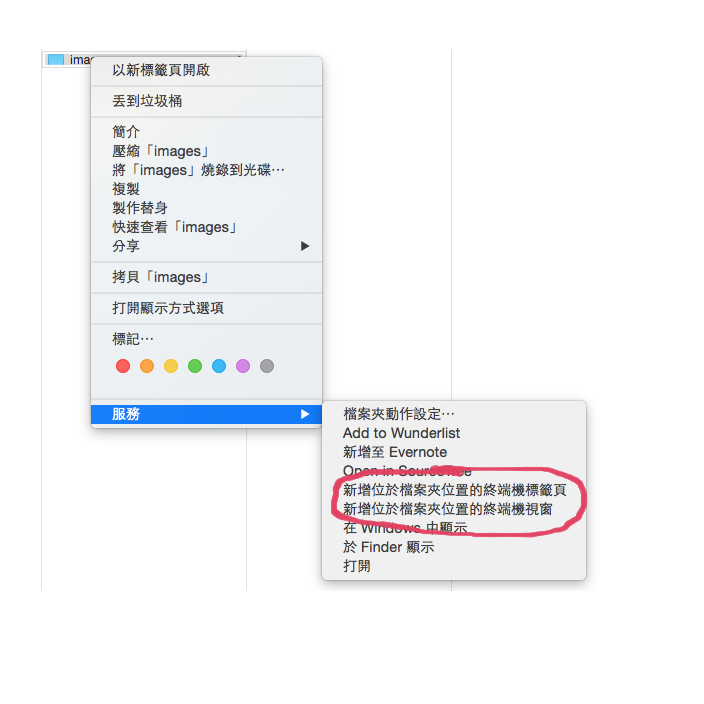 以新標籤頁開啟
丟到垃圾桶
簡介
壓縮「images」
將「images」燒錄到光碟⋯
複製
製作替身
快速查看「images」
分享
拷貝「images」
打開顯示方式選項
標記⋯
服務
檔案夾動作設定⋯
Add to Wunderlist
新增至 Evernote
Open in SourceTree
新增位於檔案夾位置的終端機標籤頁
新增位於檔案夾位置的終端機視窗
在 Windows 中顯示
於 Finder 顯示
打開